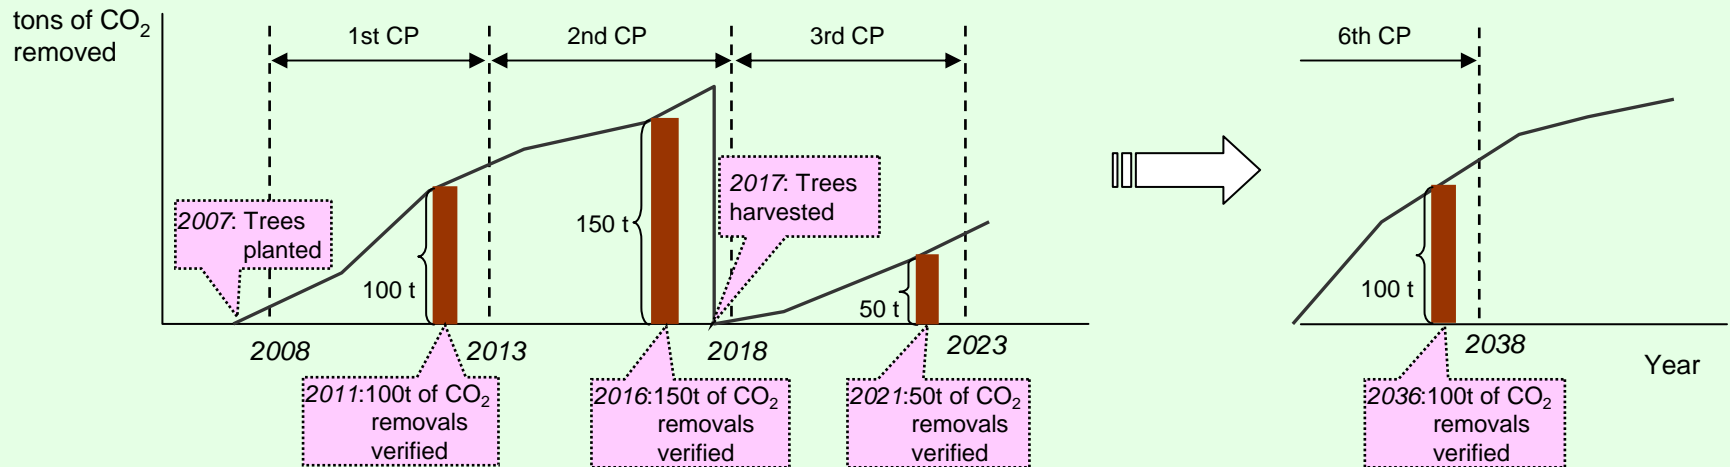 tons of CO2
removed
1st CP
2nd CP
3rd CP
6th CP
2007: Trees
planted
100 t
150 t
2017: Trees
harvested
50 t
100 t
2008
2013
2018
2023
2038
Year
2011:100t of CO2
removals
verified
2016:150t of CO2
removals
verified
2021:50t of CO2
removals
verified
2036:100t of CO2
removals
verified